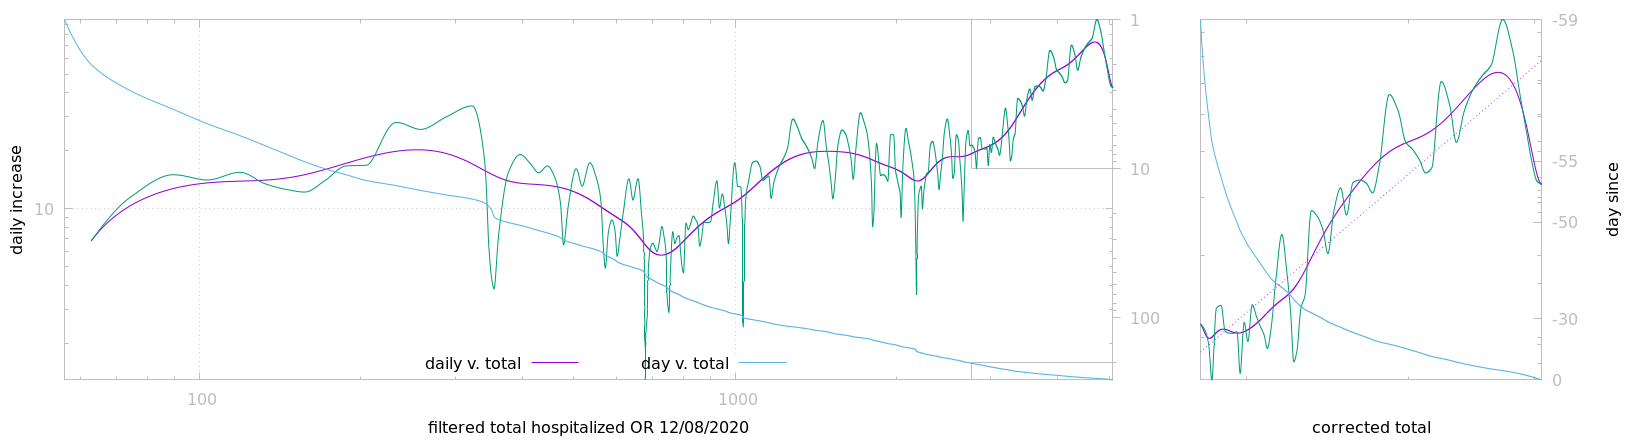 1
-59
daily increase
10
10
-55
-50
day since
100
-30
daily v. total
day v. total
0
100
1000
filtered total hospitalized OR 12/08/2020
corrected total